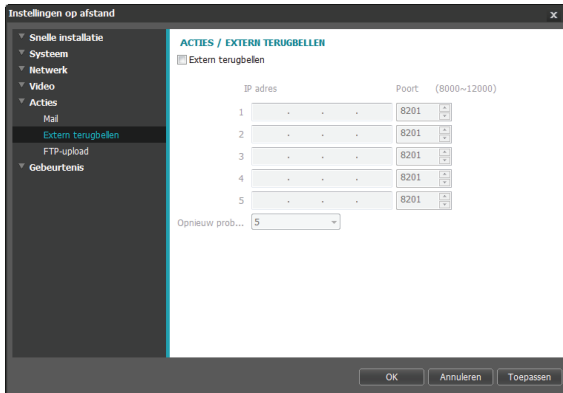 Instellingen op afstand
x
Snelle installatie
Systeem
Netwerk
Video
Acties
Mail
Extern terugbellen
FTP-upload
Gebeurtenis
ACTIES / EXTERN TERUGBELLEN
Extern terugbellen
IP adres Poort (8000~12000)
1 . . . 8201
2 . . . 8201
3 . . . 8201
4 . . . 8201
5 . . . 8201
Opnieuw prob... 5
OK Annuleren Toepassen